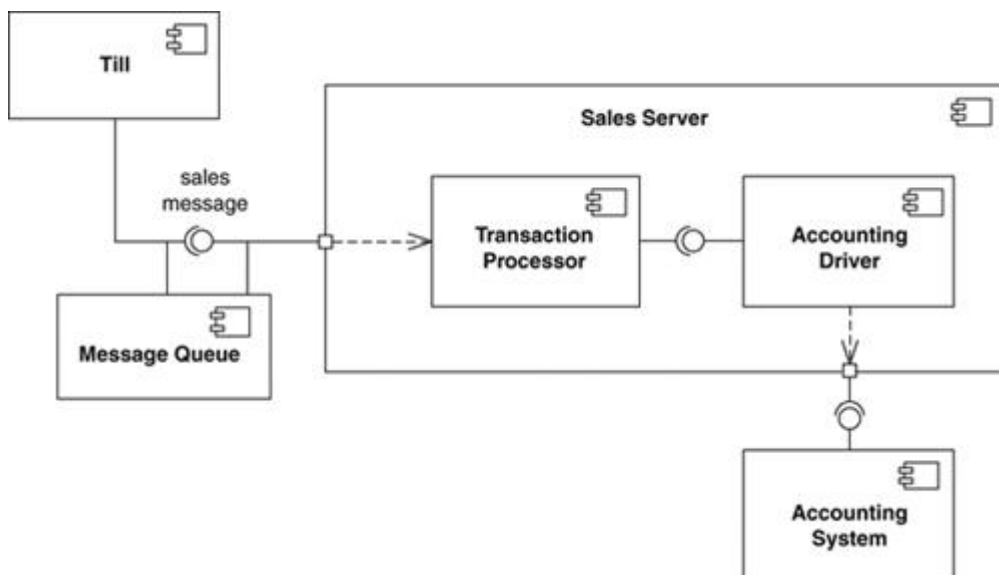 Till
Sales Server
sales
message
Transaction
Processor
Accounting
Driver
Message Queue
Accounting
System